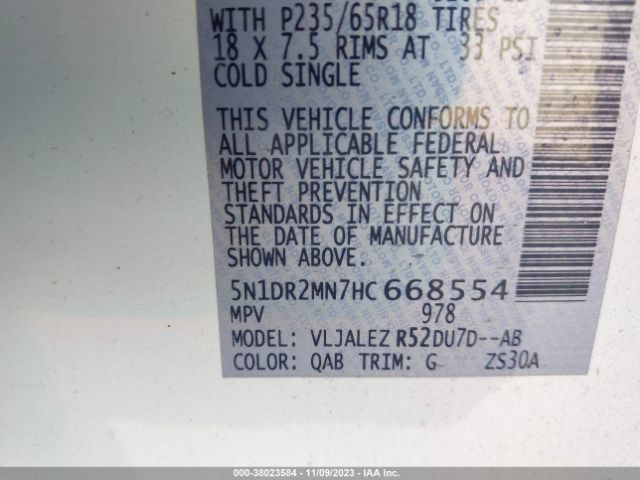 WITH P235/65R18 TIRES
18 X 7.5 RIMS AT 33 PSI
COLD SINGLE
THIS VEHICLE CONFORMS TO
ALL APPLICABLE FEDERAL
MOTOR VEHICLE SAFETY AND
THEFT PREVENTION
STANDARDS IN EFFECT ON
THE DATE OF MANUFACTURE
SHOWN ABOVE.
5N1DR2MN7HC 668554
MPV 978
MODEL: VLJALEZ R52DU7D--AB
COLOR: QAB TRIM: G ZS30A
000-38023584 | 11/09/2023 | IAA Inc.